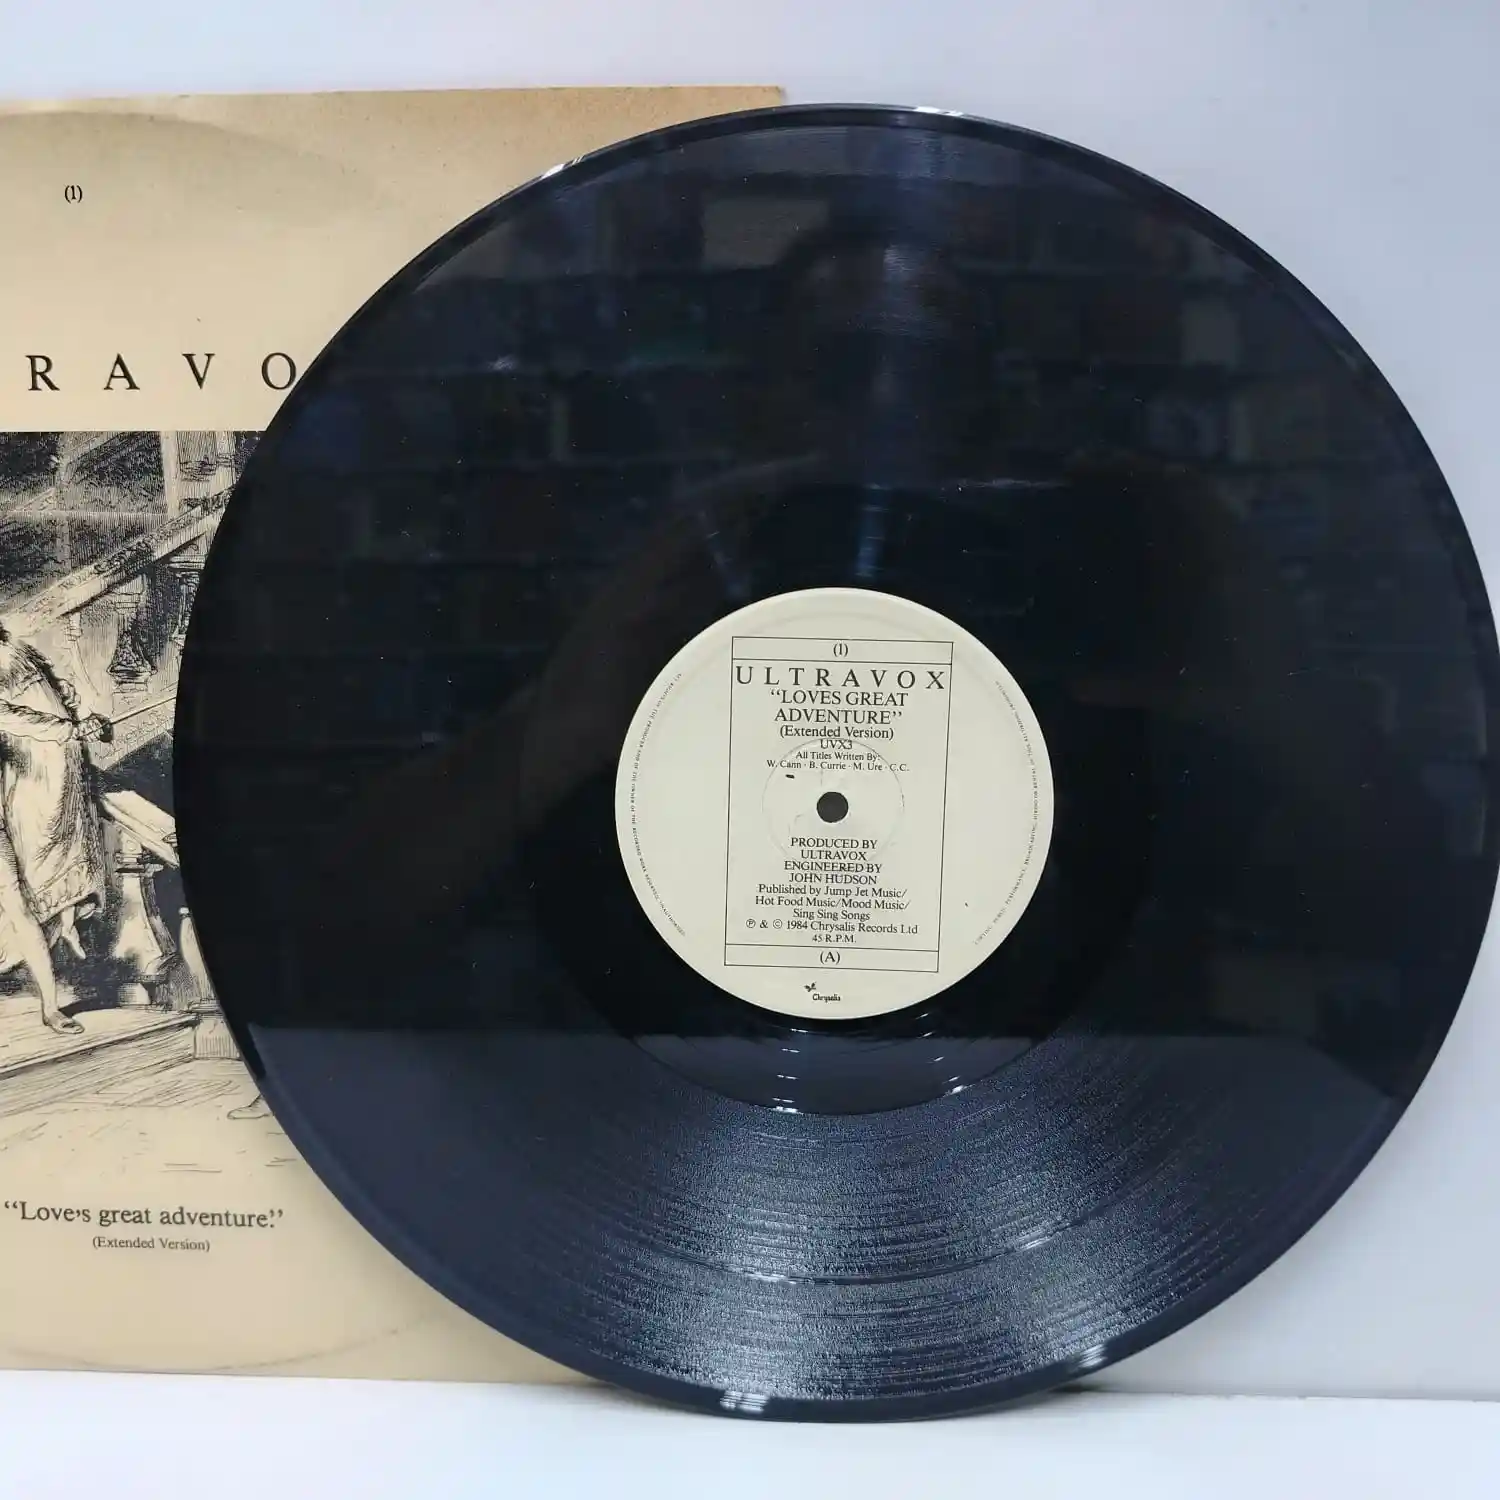 (1)
RAVO
"Love's great adventure."
(Extended Version)
(1)
ULTRAVOX
"LOVES GREAT
ADVENTURE"
(Extended Version)
UVX3
All Titles Written By:
W. Cann · B. Currie · M. Ure · C.C.
PRODUCED BY
ULTRAVOX
ENGINEERED BY
JOHN HUDSON
Published by Jump Jet Music/
Hot Food Music/Mood Music/
Sing Sing Songs
℗ & © 1984 Chrysalis Records Ltd
45 R.P.M.
(A)
Chrysalis